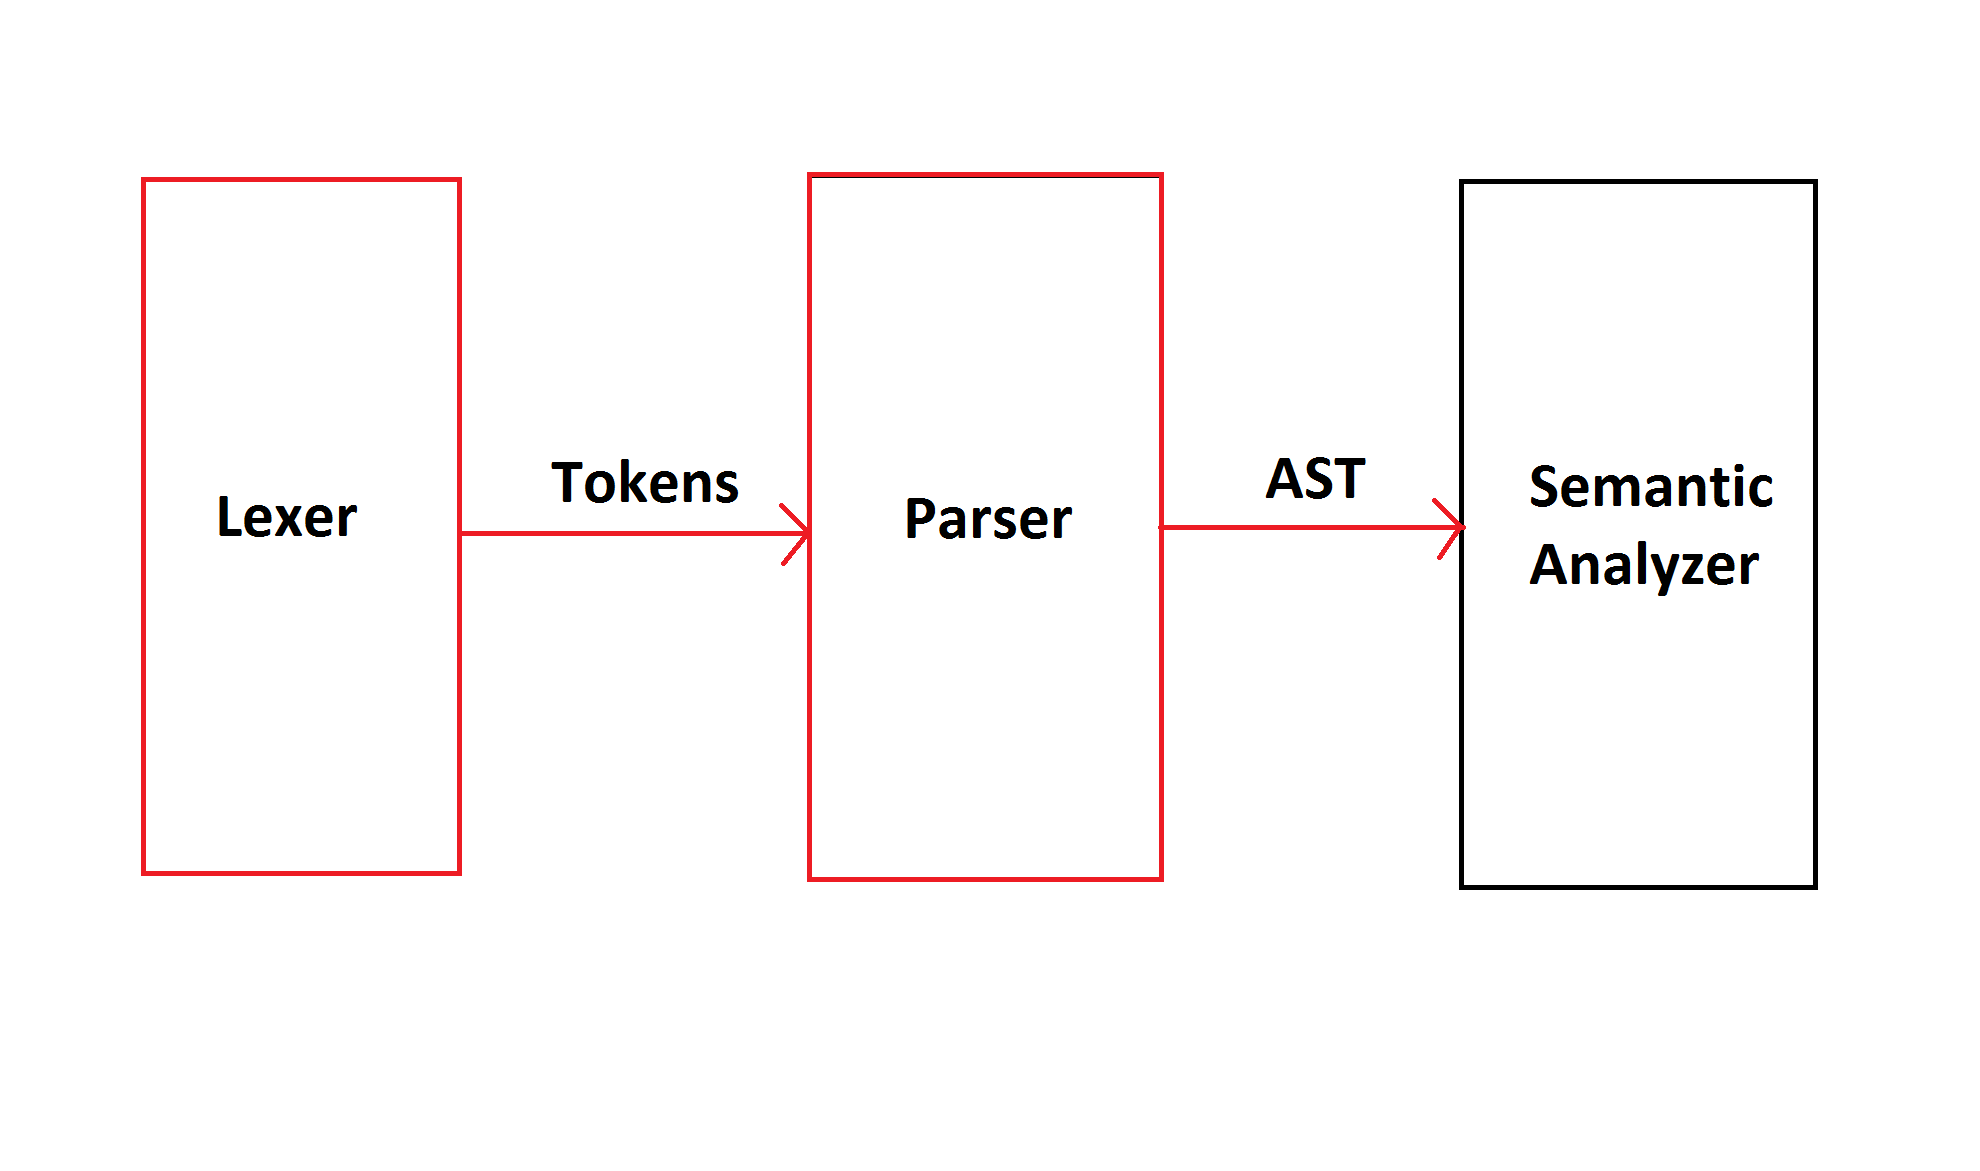 Lexer
Tokens
Parser
AST
Semantic
Analyzer